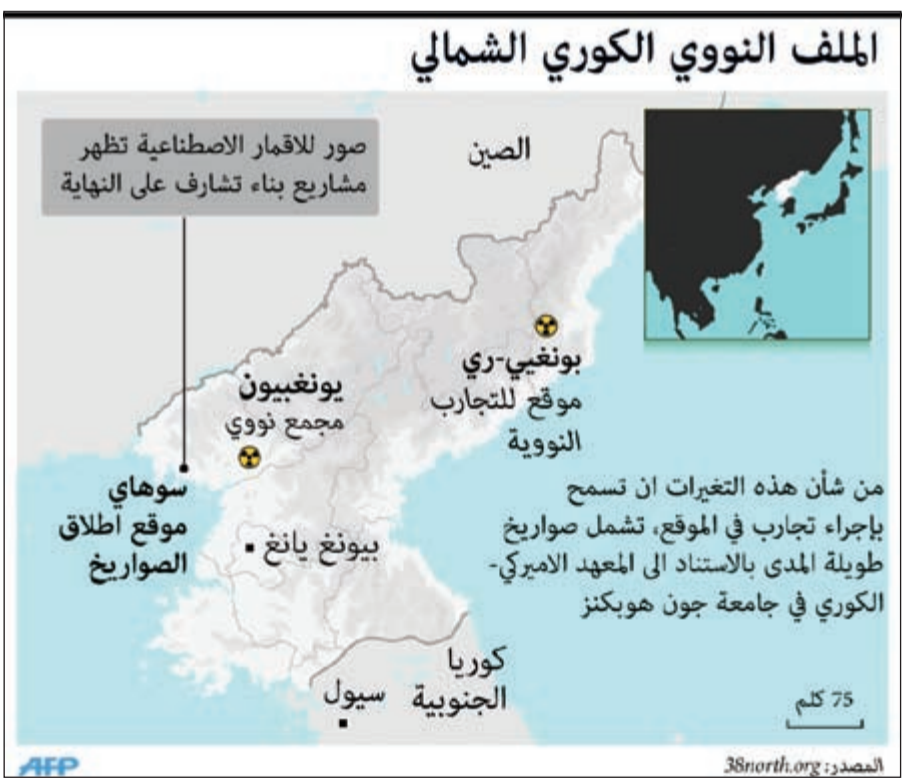 الملف النووي الكوري الشمالي
صور للاقمار الاصطناعية تظهر
مشاريع بناء تشارف على النهاية
الصين
بونغيي-ري
موقع للتجارب
النووية
يونغبيون
مجمع نووي
سوهاي
موقع اطلاق
الصواريخ
بيونغ يانغ
من شأن هذه التغيرات ان تسمح
بإجراء تجارب في الموقع، تشمل صواريخ
طويلة المدى بالاستناد الى المعهد الاميركي-
الكوري في جامعة جون هوبكنز
كوريا
الجنوبية
سيول
75 كلم
AFP
المصدر: 38north.org